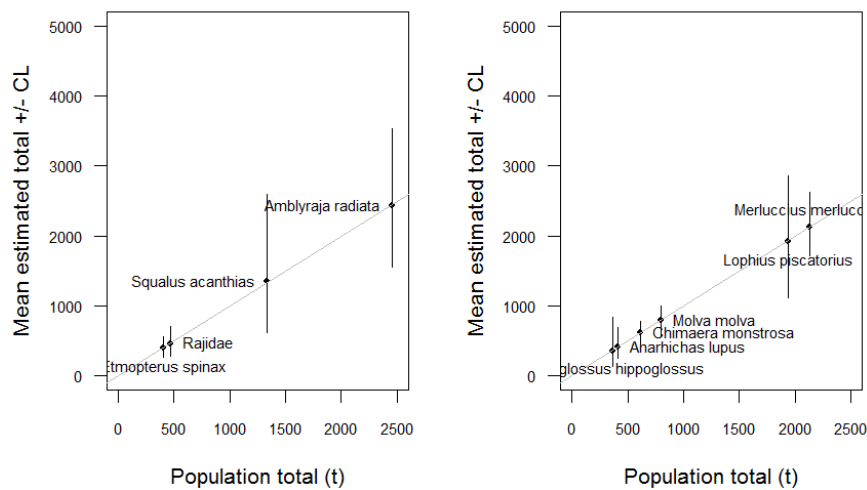 Mean estimated total +/- CL
5000
4000
3000
2000
1000
0
Amblyraja radiata
Squalus acanthias
Rajidae
Etmopterus spinax
0 500 1000 1500 2000 2500
Population total (t)
Mean estimated total +/- CL
5000
4000
3000
2000
1000
0
Merluccius merlucc
Lophius piscatorius
Molva molva
Chimaera monstrosa
Anarhichas lupus
glossus hippoglossus
0 500 1000 1500 2000 2500
Population total (t)